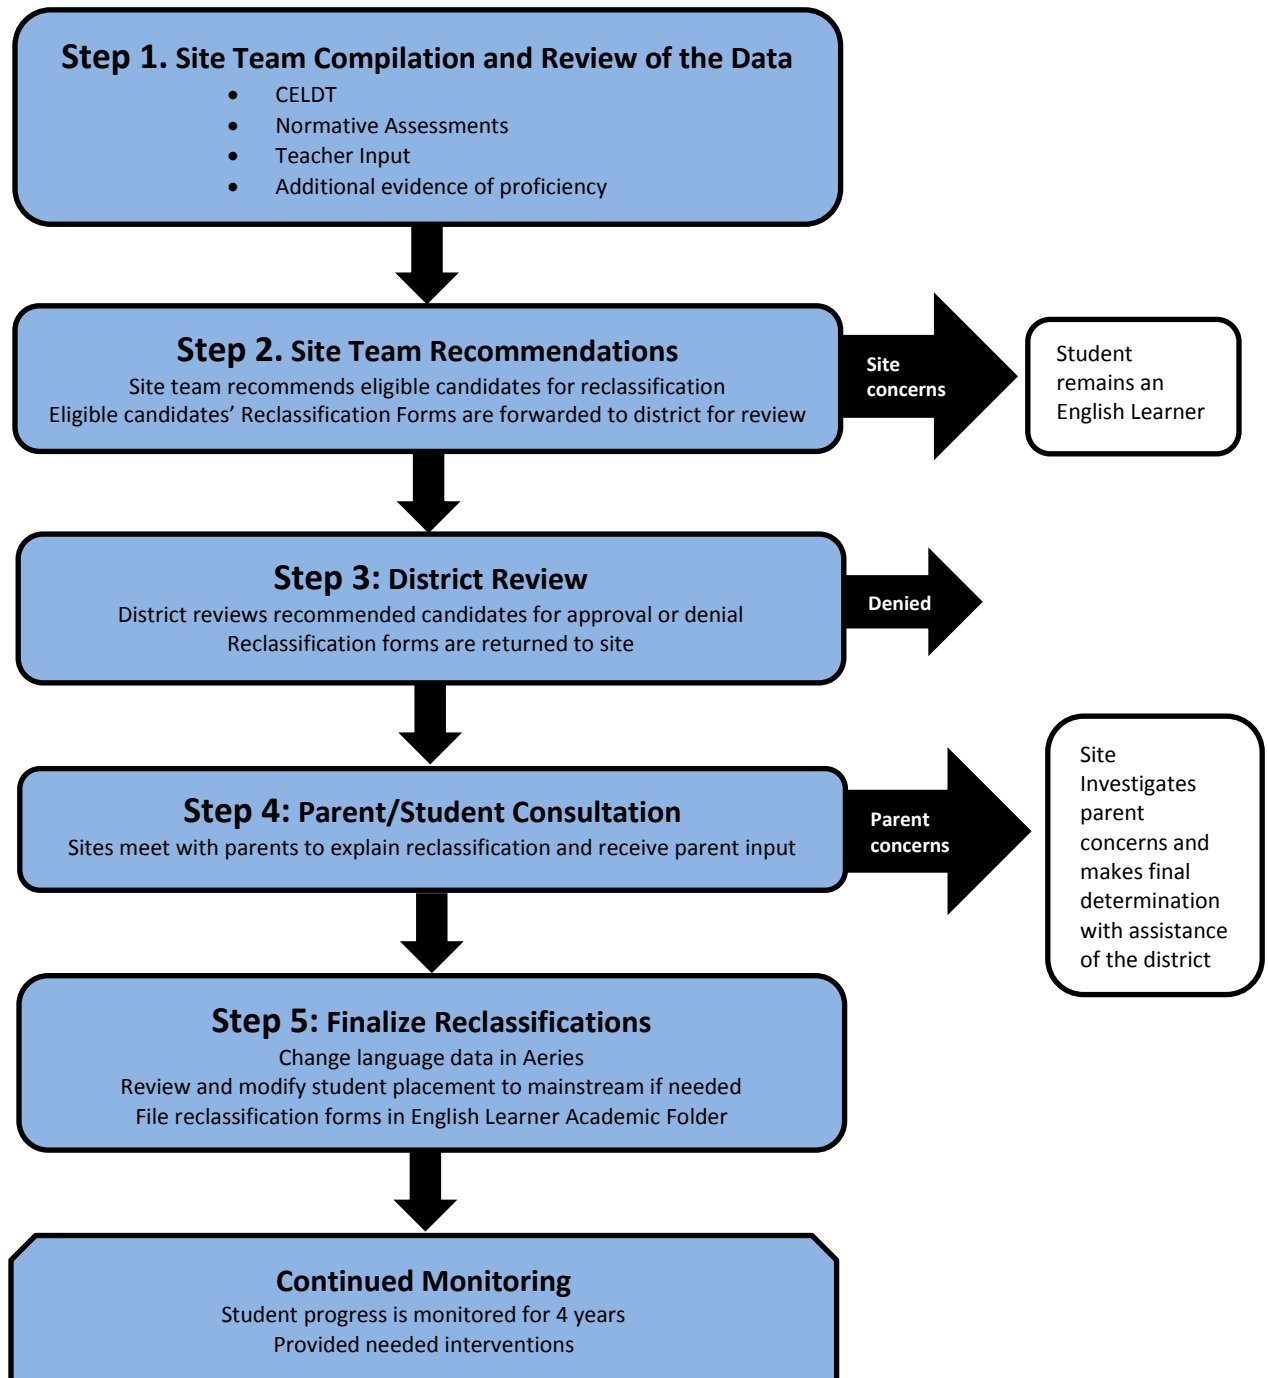 Step 1. Site Team Compilation and Review of the Data
• CELDT
• Normative Assessments
• Teacher Input
• Additional evidence of proficiency
Step 2. Site Team Recommendations
Site team recommends eligible candidates for reclassification
Eligible candidates’ Reclassification Forms are forwarded to district for review
Site
concerns
Student
remains an
English Learner
Step 3: District Review
District reviews recommended candidates for approval or denial
Reclassification forms are returned to site
Denied
Step 4: Parent/Student Consultation
Sites meet with parents to explain reclassification and receive parent input
Parent
concerns
Site
Investigates
parent
concerns and
makes final
determination
with assistance
of the district
Step 5: Finalize Reclassifications
Change language data in Aeries
Review and modify student placement to mainstream if needed
File reclassification forms in English Learner Academic Folder
Continued Monitoring
Student progress is monitored for 4 years
Provided needed interventions